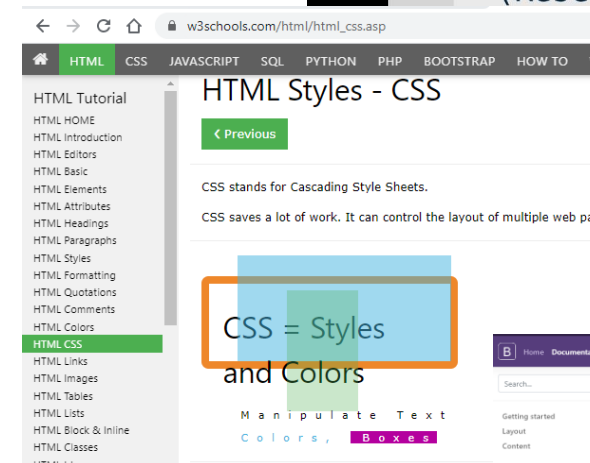 w3schools.com/html/html_css.asp
HTML CSS JAVASCRIPT SQL PYTHON PHP BOOTSTRAP HOW TO
HTML Tutorial
HTML HOME
HTML Introduction
HTML Editors
HTML Basic
HTML Elements
HTML Attributes
HTML Headings
HTML Paragraphs
HTML Styles
HTML Formatting
HTML Quotations
HTML Comments
HTML Colors
HTML CSS
HTML Links
HTML Images
HTML Tables
HTML Lists
HTML Block & Inline
HTML Classes
HTML Styles - CSS
❮ Previous
CSS stands for Cascading Style Sheets.
CSS saves a lot of work. It can control the layout of multiple web
CSS = Styles
and Colors
Manipulate Text
Colors, Boxes
B Home Documenta
Search...
Getting started
Layout
Content